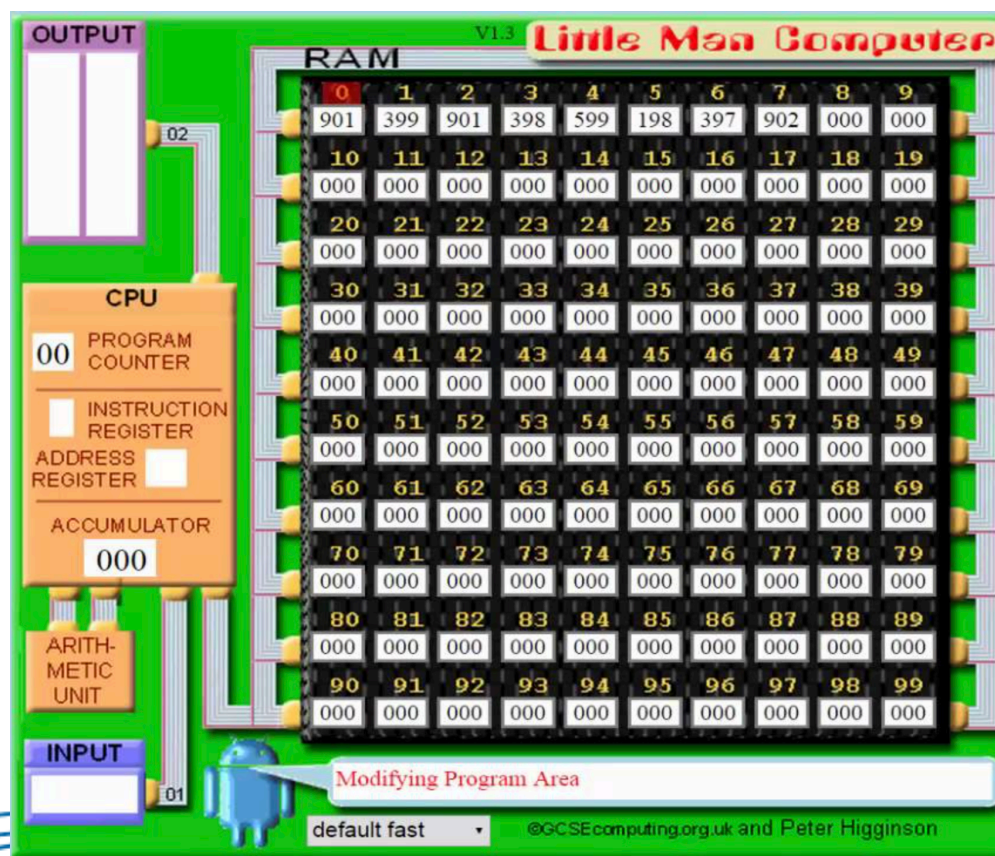 OUTPUT
V1.3
Little Man Computer
RAM
0 1 2 3 4 5 6 7 8 9
901 399 901 398 599 198 397 902 000 000
02
10 11 12 13 14 15 16 17 18 19
000 000 000 000 000 000 000 000 000 000
20 21 22 23 24 25 26 27 28 29
000 000 000 000 000 000 000 000 000 000
CPU
30 31 32 33 34 35 36 37 38 39
000 000 000 000 000 000 000 000 000 000
00 PROGRAM
COUNTER
40 41 42 43 44 45 46 47 48 49
000 000 000 000 000 000 000 000 000 000
INSTRUCTION
REGISTER
50 51 52 53 54 55 56 57 58 59
000 000 000 000 000 000 000 000 000 000
ADDRESS
REGISTER
60 61 62 63 64 65 66 67 68 69
000 000 000 000 000 000 000 000 000 000
ACCUMULATOR
000
70 71 72 73 74 75 76 77 78 79
000 000 000 000 000 000 000 000 000 000
80 81 82 83 84 85 86 87 88 89
000 000 000 000 000 000 000 000 000 000
ARITH-
METIC
UNIT
90 91 92 93 94 95 96 97 98 99
000 000 000 000 000 000 000 000 000 000
INPUT
01
Modifying Program Area
default fast
©GCSEcomputing.org.uk and Peter Higginson